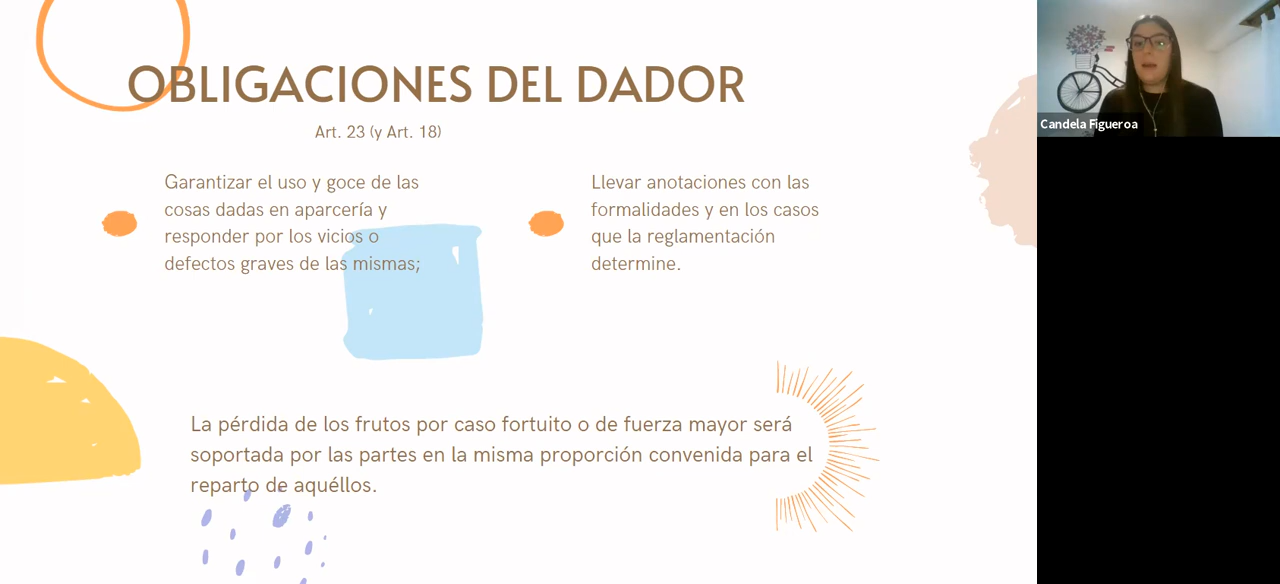 OBLIGACIONES DEL DADOR
Art. 23 (y Art. 18)
Garantizar el uso y goce de las
cosas dadas en aparcería y
responder por los vicios o
defectos graves de las mismas;
Llevar anotaciones con las
formalidades y en los casos
que la reglamentación
determine.
La pérdida de los frutos por caso fortuito o de fuerza mayor será
soportada por las partes en la misma proporción convenida para el
reparto de aquéllos.
Candela Figueroa